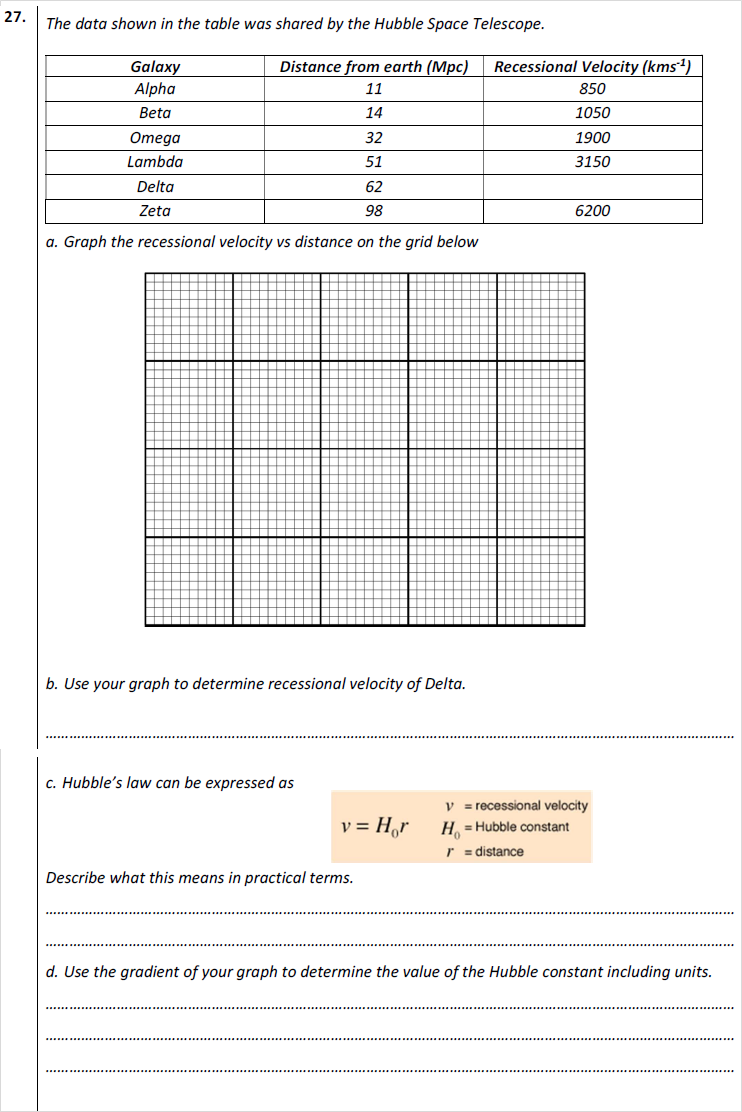 27.
The data shown in the table was shared by the Hubble Space Telescope.
Galaxy Distance from earth (Mpc) Recessional Velocity (kms⁻¹)
Alpha 11 850
Beta 14 1050
Omega 32 1900
Lambda 51 3150
Delta 62
Zeta 98 6200
a. Graph the recessional velocity vs distance on the grid below
b. Use your graph to determine recessional velocity of Delta.
c. Hubble’s law can be expressed as
v = recessional velocity
v = H₀r H₀ = Hubble constant
r = distance
Describe what this means in practical terms.
d. Use the gradient of your graph to determine the value of the Hubble constant including units.